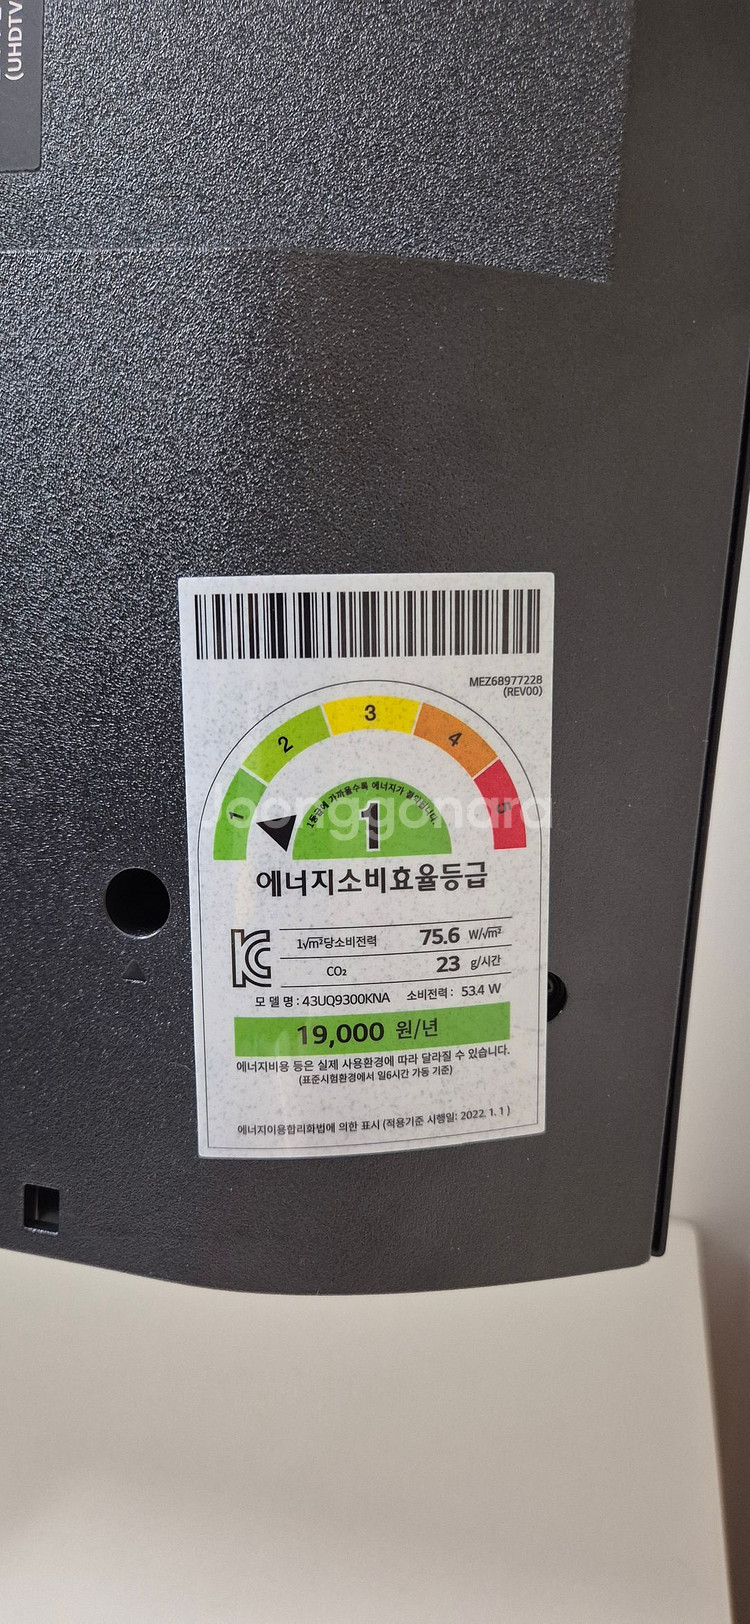 (UHDTV
MEZ68977228
(REV00)
1 2 3 4 5
1등급에 가까울수록 에너지가 절약됩니다.
1
Joonggonara
에너지소비효율등급
1√m²당소비전력 75.6 W/√m²
CO₂ 23 g/시간
모 델 명 : 43UQ9300KNA 소비전력 : 53.4 W
19,000 원/년
에너지비용 등은 실제 사용환경에 따라 달라질 수 있습니다.
(표준시험환경에서 일6시간 가동 기준)
에너지이용합리화법에 의한 표시 (적용기준 시행일: 2022. 1. 1 )